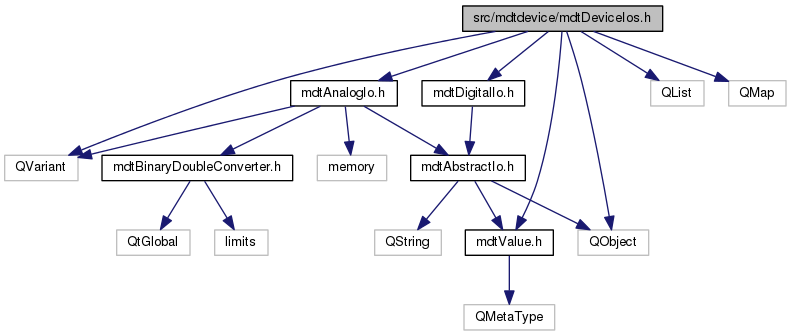 src/mdtdevice/mdtDeviceIos.h
mdtAnalogIo.h
mdtDigitalIo.h
QList
QMap
QVariant
mdtBinaryDoubleConverter.h
memory
mdtAbstractIo.h
QtGlobal
limits
QString
mdtValue.h
QObject
QMetaType